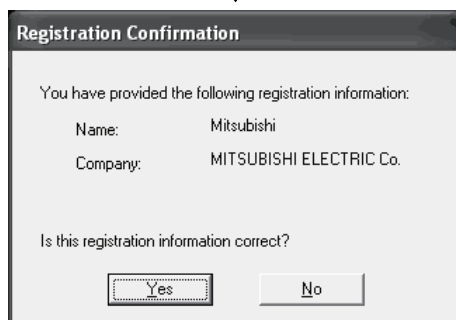 Registration Confirmation
You have provided the following registration information:
Name: Mitsubishi
Company: MITSUBISHI ELECTRIC Co.
Is this registration information correct?
Yes No